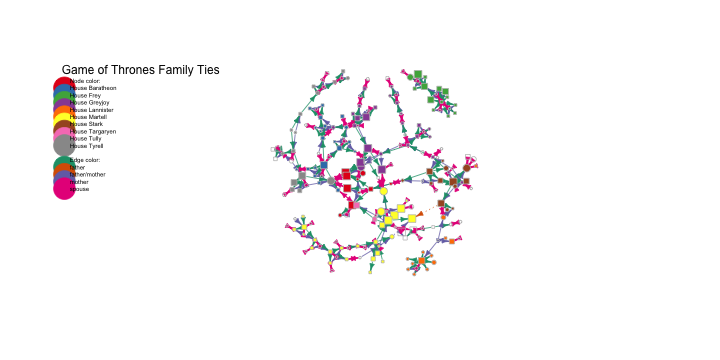 Game of Thrones Family Ties
Node color:
House Baratheon
House Frey
House Greyjoy
House Lannister
House Martell
House Stark
House Targaryen
House Tully
House Tyrell
Edge color:
father
father/mother
mother
spouse